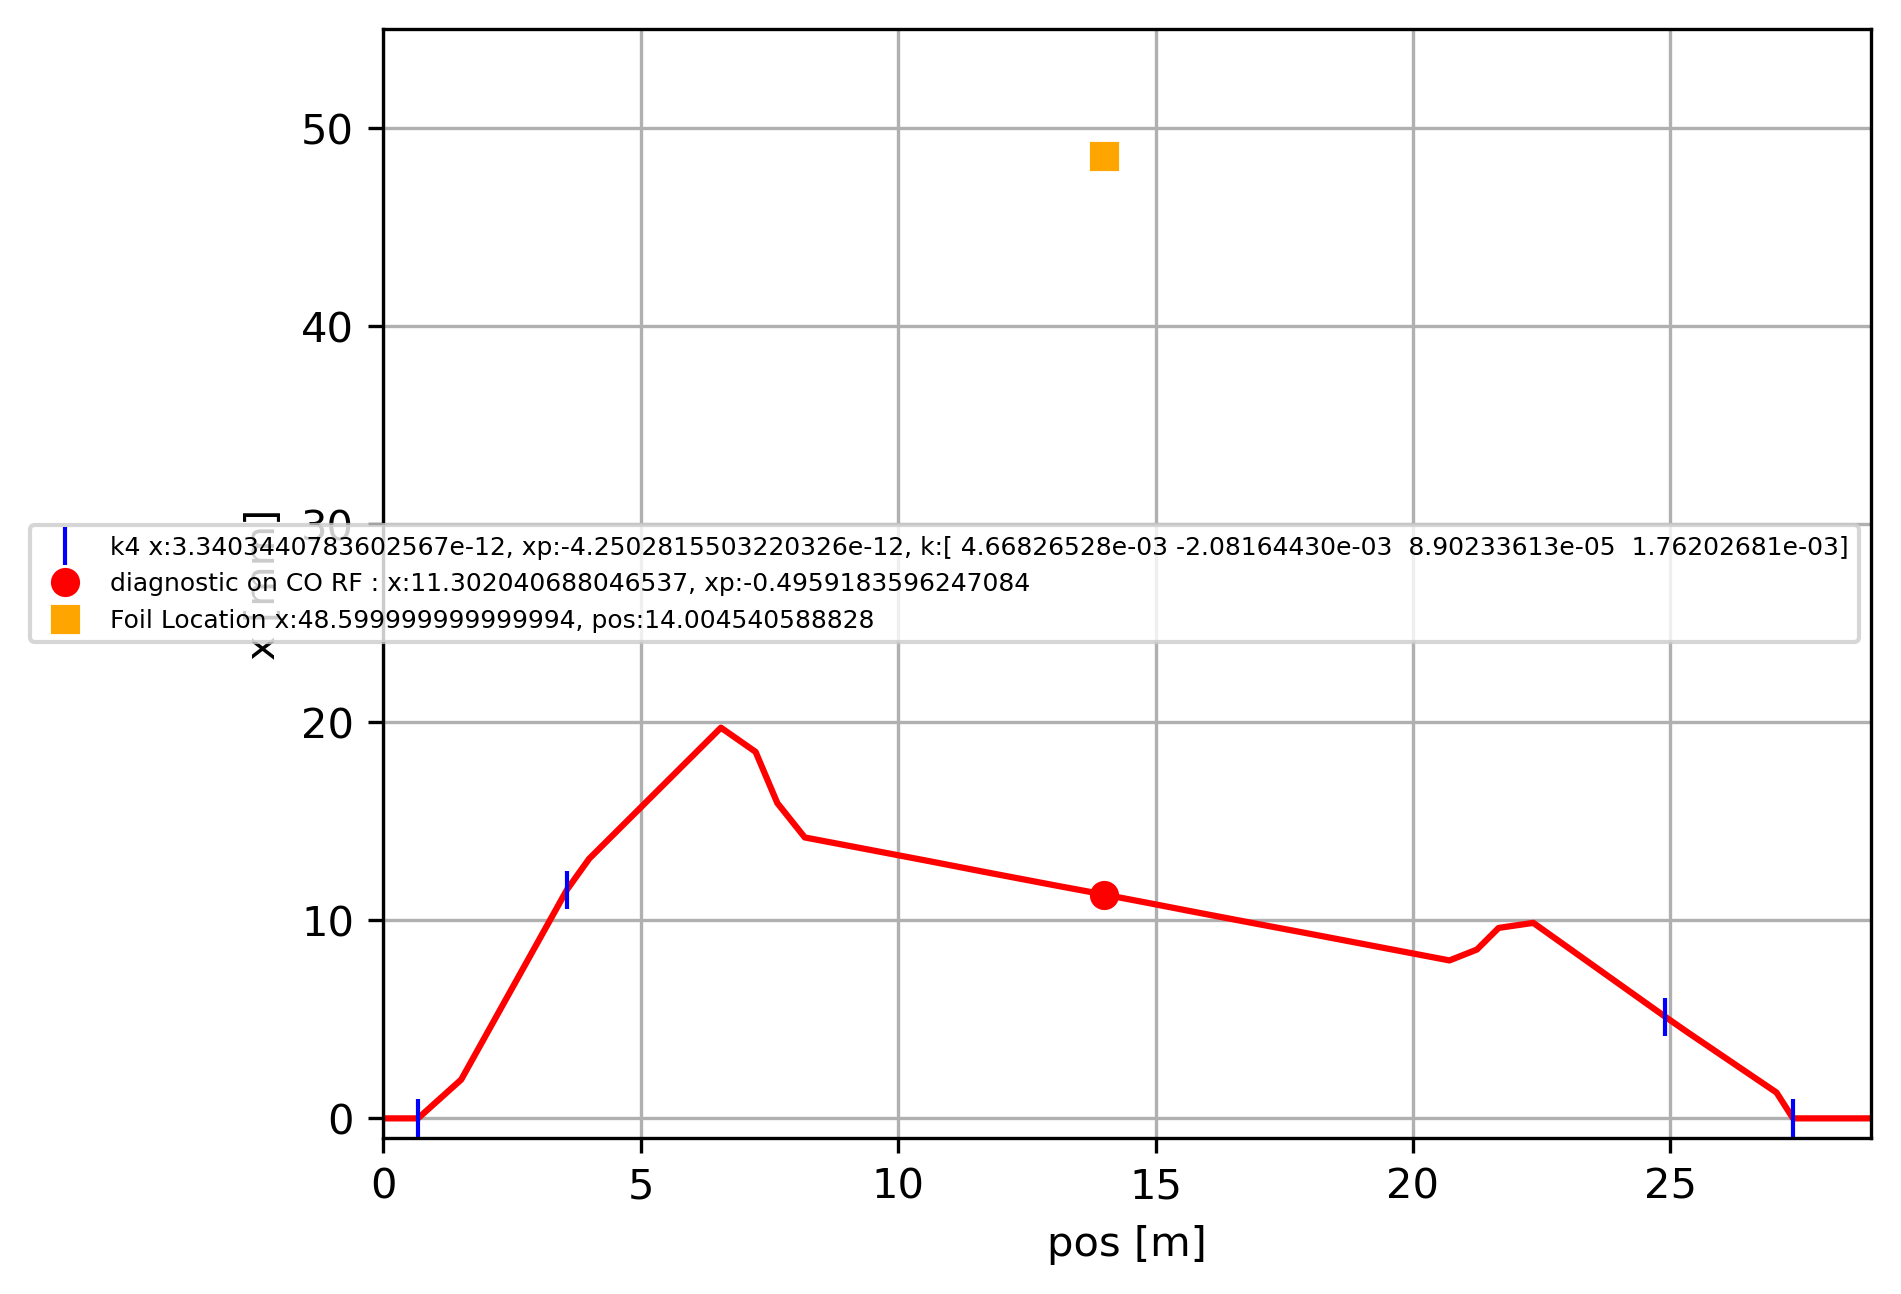 50
40
30
20
10
0
x [mm]
k4 x:3.3403440783602567e-12, xp:-4.2502815503220326e-12, k:[ 4.66826528e-03 -2.08164430e-03  8.90233613e-05  1.76202681e-03]
diagnostic on CO RF : x:11.302040688046537, xp:-0.4959183596247084
Foil Location x:48.599999999999994, pos:14.004540588828
0 5 10 15 20 25
pos [m]